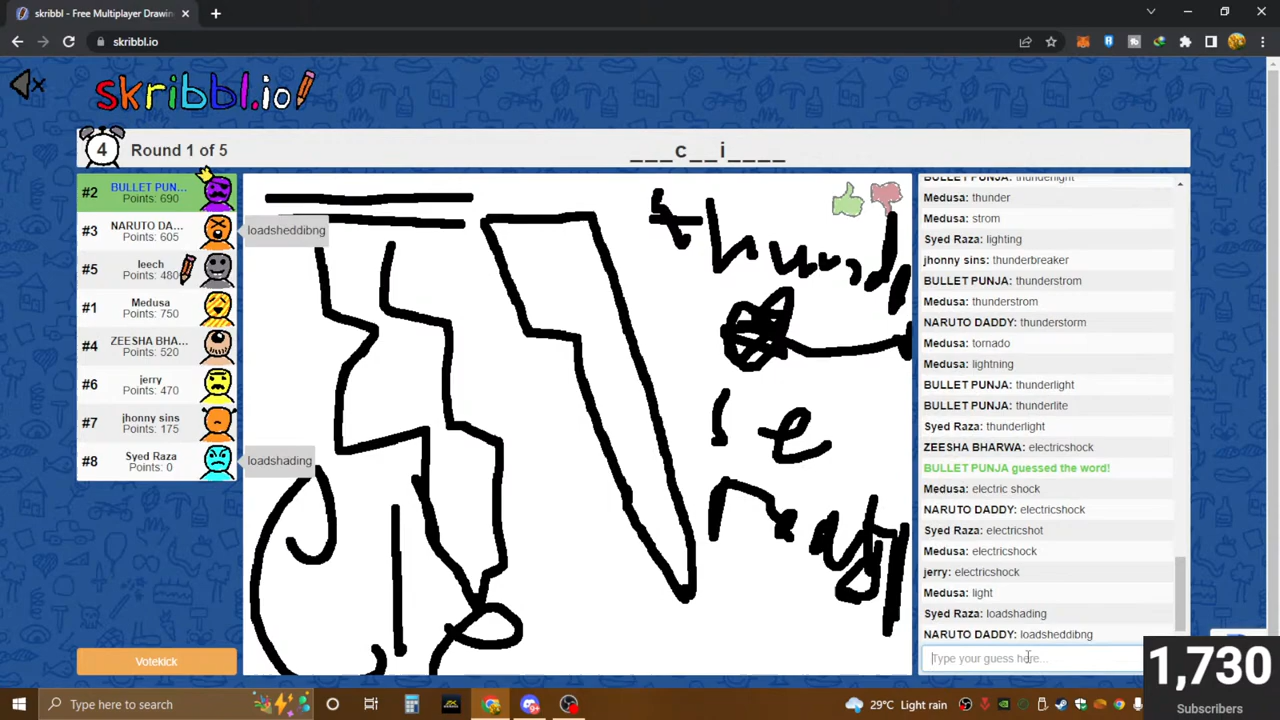 skribbl - Free Multiplayer Drawin
skribbl.io
skribbl.io
4
Round 1 of 5
___c__i____
#2 BULLET PUN... Points: 690
#3 NARUTO DA... Points: 605
#5 leech Points: 480
#1 Medusa Points: 750
#4 ZEESHA BHA... Points: 520
#6 jerry Points: 470
#7 jhonny sins Points: 175
#8 Syed Raza Points: 0
loadsheddibng
loadshading
Votekick
BULLET PUNJA: thunderlight
Medusa: thunder
Medusa: strom
Syed Raza: lighting
jhonny sins: thunderbreaker
BULLET PUNJA: thunderstrom
Medusa: thunderstrom
NARUTO DADDY: thunderstorm
Medusa: tornado
Medusa: lightning
BULLET PUNJA: thunderlight
BULLET PUNJA: thunderlite
Syed Raza: thunderlight
ZEESHA BHARWA: electricshock
BULLET PUNJA guessed the word!
Medusa: electric shock
NARUTO DADDY: electricshock
Syed Raza: electricshot
Medusa: electricshock
jerry: electricshock
Medusa: light
Syed Raza: loadshading
NARUTO DADDY: loadsheddibng
Type your guess here...
1,730
Subscribers
Type here to search
29°C Light rain